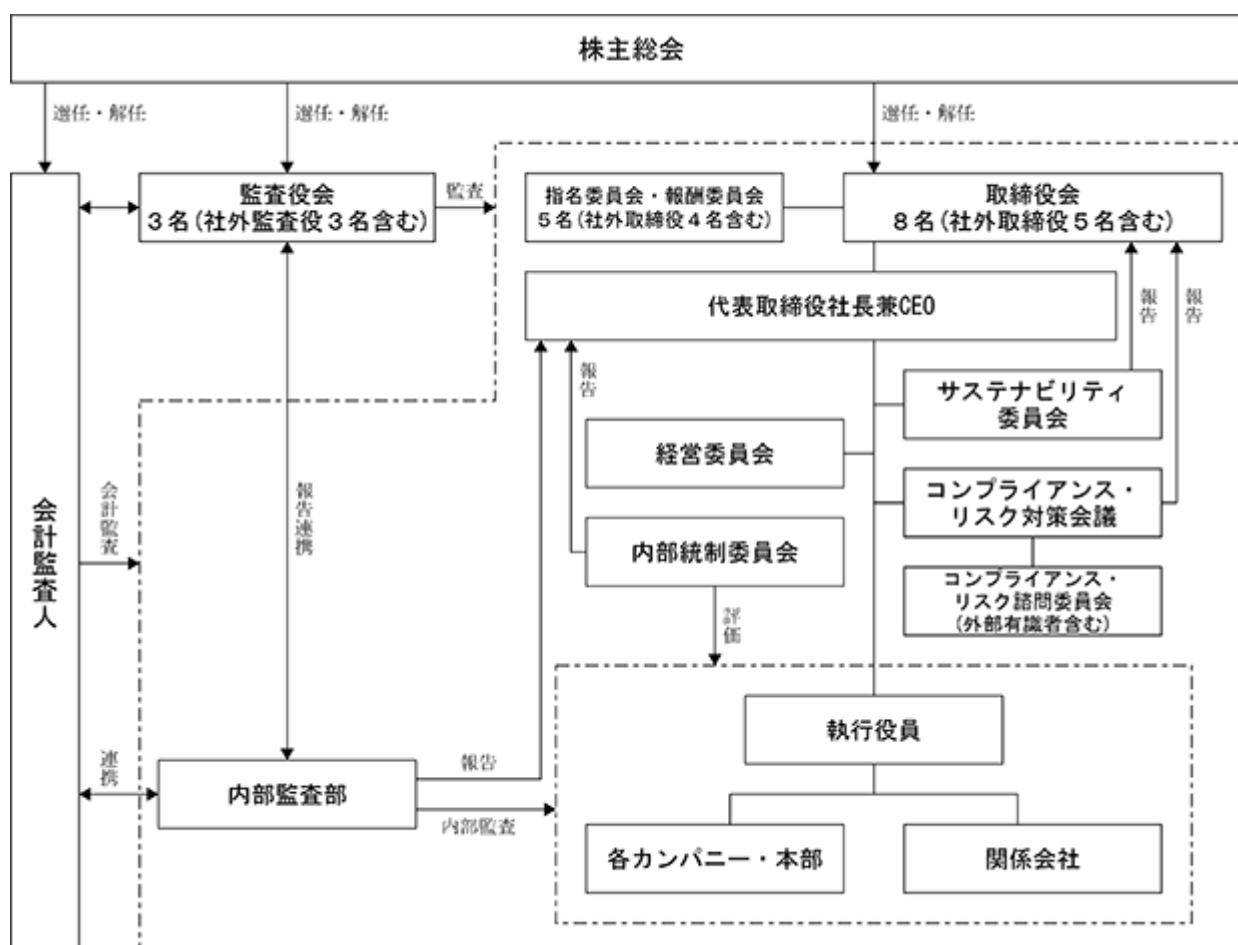 株主総会
選任・解任
選任・解任
選任・解任
監査役会
3名(社外監査役3名含む)
監査
指名委員会・報酬委員会
5名(社外取締役4名含む)
取締役会
8名(社外取締役5名含む)
代表取締役社長兼CEO
報告
報告
報告
サステナビリティ
委員会
経営委員会
コンプライアンス・
リスク対策会議
会計監査人
会計監査
報告連携
内部統制委員会
コンプライアンス・
リスク諮問委員会
(外部有識者含む)
評価
執行役員
連携
内部監査部
報告
内部監査
各カンパニー・本部
関係会社